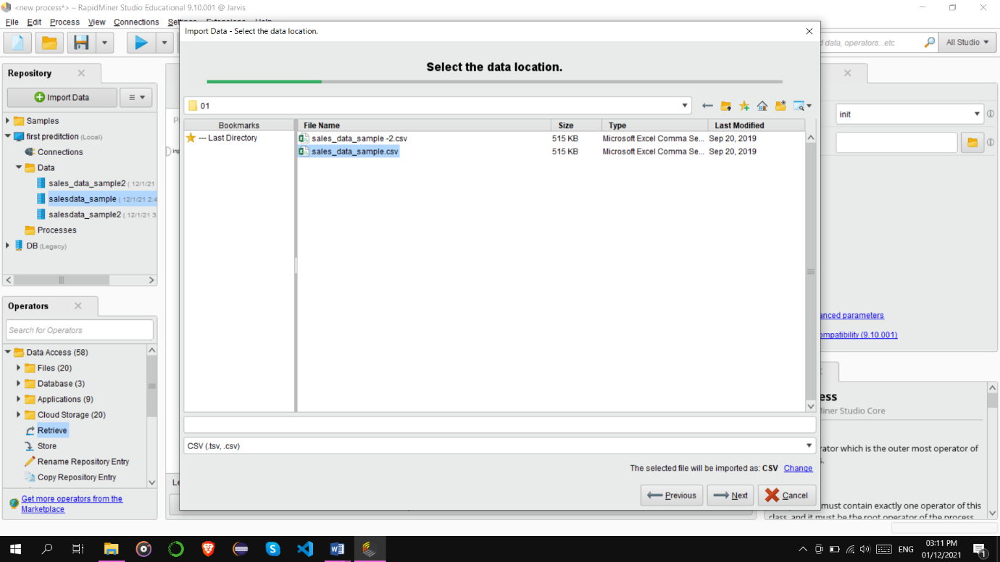 <new process*> – RapidMiner Studio Educational 9.10.001 @ Jarvis
File Edit Process View Connections
Import Data - Select the data location.
d data, operators...etc
All Studio
Select the data location.
Repository
Import Data
01
init
Bookmarks
File Name
Size
Type
Last Modified
--- Last Directory
sales_data_sample -2.csv
515 KB
Microsoft Excel Comma Se...
Sep 20, 2019
sales_data_sample.csv
515 KB
Microsoft Excel Comma Se...
Sep 20, 2019
Samples
first preditction (Local)
Connections
Data
sales_data_sample2 ( 12/1/21
salesdata_sample ( 12/1/21 2:4
salesdata_sample2 ( 12/1/21 3
Processes
DB (Legacy)
Operators
Search for Operators
Data Access (58)
Files (20)
Database (3)
Applications (9)
Cloud Storage (20)
Retrieve
Store
Rename Repository Entry
Copy Repository Entry
Get more operators from the
Marketplace
anced parameters
ompatibility (9.10.001)
ess
Miner Studio Core
rator which is the outer most operator of
s.
must contain exactly one operator of this
class, and it must be the root operator of the process
CSV (.tsv, .csv)
The selected file will be imported as: CSV Change
Previous
Next
Cancel
ENG
03:11 PM
01/12/2021
1